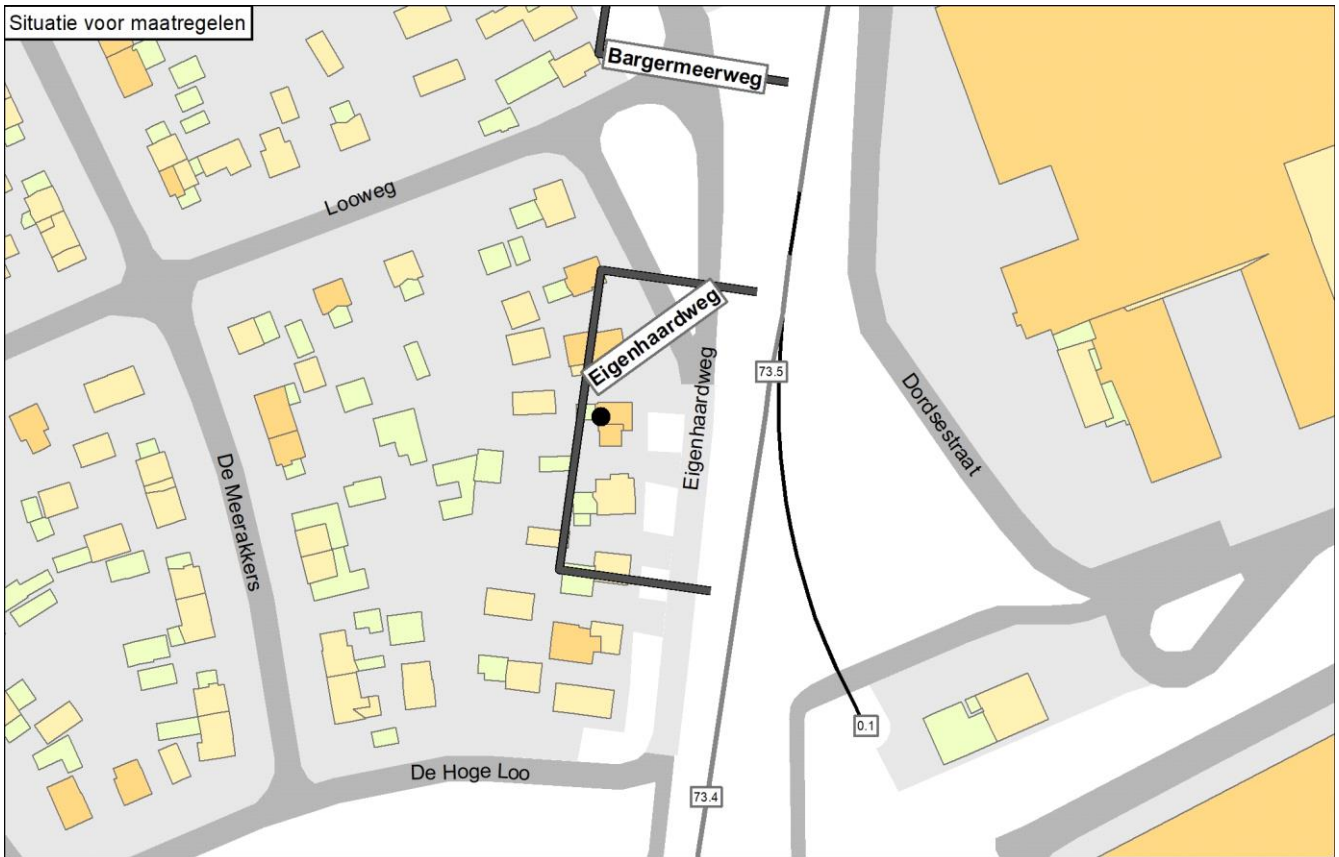 Situatie voor maatregelen
Bargermeerweg
Looweg
Eigenhaardweg
Eigenhaardweg
73.5
Dordsestraat
De Meerakkers
0.1
De Hoge Loo
73.4